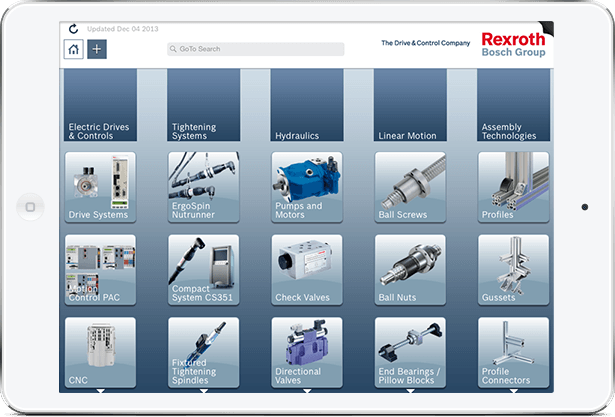 Updated Dec 04 2013
GoTo Search
The Drive & Control Company
Rexroth
Bosch Group
Electric Drives
& Controls
Tightening
Systems
Hydraulics
Linear Motion
Assembly
Technologies
Drive Systems
ErgoSpin
Nutrunner
Pumps and
Motors
Ball Screws
Profiles
Motion
Control PAC
Compact
System CS351
Check Valves
Ball Nuts
Gussets
CNC
Fixtured
Tightening
Spindles
Directional
Valves
End Bearings /
Pillow Blocks
Profile
Connectors